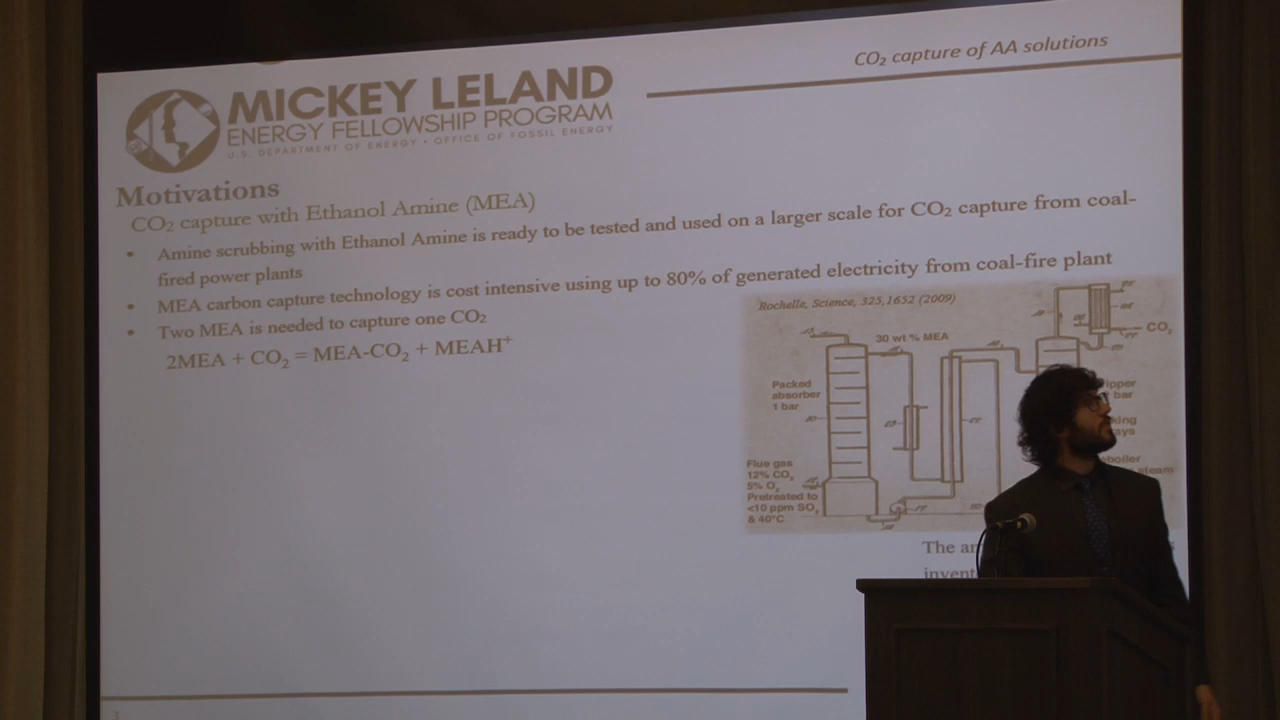 CO₂ capture of AA solutions
MICKEY LELAND
ENERGY FELLOWSHIP PROGRAM
U.S. DEPARTMENT OF ENERGY • OFFICE OF FOSSIL ENERGY
Motivations
CO₂ capture with Ethanol Amine (MEA)
• Amine scrubbing with Ethanol Amine is ready to be tested and used on a larger scale for CO₂ capture from coal-
fired power plants
• MEA carbon capture technology is cost intensive using up to 80% of generated electricity from coal-fire plant
• Two MEA is needed to capture one CO₂
2MEA + CO₂ = MEA-CO₂ + MEAH⁺
Rochelle, Science, 325,1652 (2009)
CO₂
30 wt % MEA
Packed
absorber
1 bar
bar
Flue gas
12% CO₂
5% O₂
Pretreated to
<10 ppm SO₂
& 40°C
steam
The